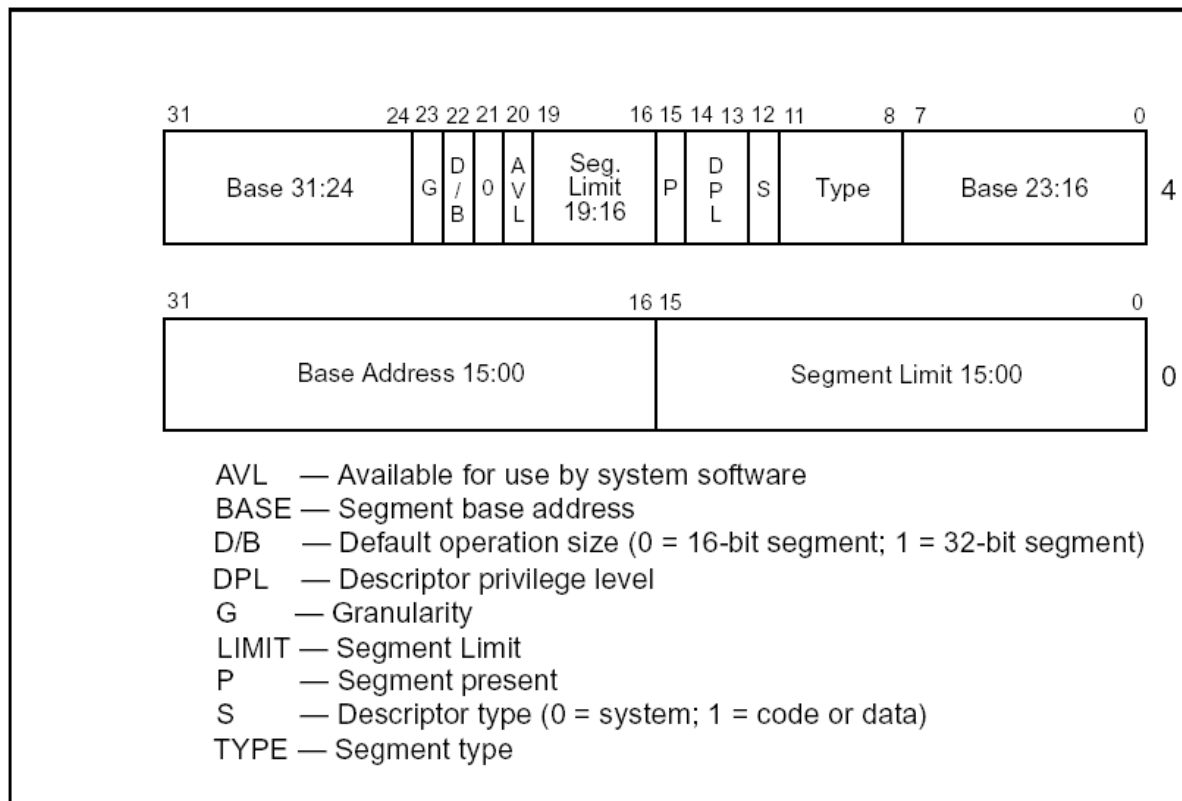 31 24 23 22 21 20 19 16 15 14 13 12 11 8 7 0
Base 31:24 G D/B 0 AVL Seg. Limit 19:16 P DPL S Type Base 23:16 4
31 16 15 0
Base Address 15:00 Segment Limit 15:00 0
AVL — Available for use by system software
BASE — Segment base address
D/B — Default operation size (0 = 16-bit segment; 1 = 32-bit segment)
DPL — Descriptor privilege level
G — Granularity
LIMIT — Segment Limit
P — Segment present
S — Descriptor type (0 = system; 1 = code or data)
TYPE — Segment type